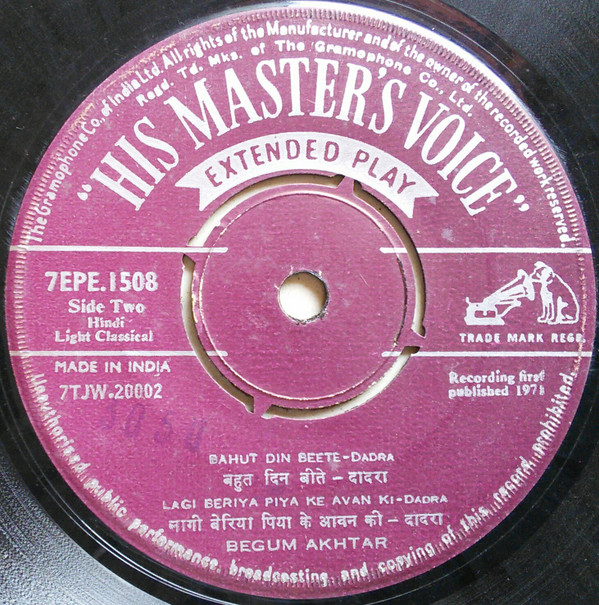 The Gramophone Co. of India Ltd. All rights of the Manufacturer and of the owner of the recorded work reserved.
Regd. Td. Mks. of The Gramophone Co., Ltd.
"HIS MASTER'S VOICE"
EXTENDED PLAY
7EPE.1508
Side Two
Hindi
Light Classical
TRADE MARK REGD
MADE IN INDIA
7TJW.20002
Recording first
published 1971
BAHUT DIN BEETE-DADRA
बहुत दिन बीते - दादरा
LAGI BERIYA PIYA KE AVAN KI-DADRA
लागी बेरिया पिया के आवन की - दादरा
BEGUM AKHTAR
Unauthorised public performance broadcasting and copying of this record prohibited.